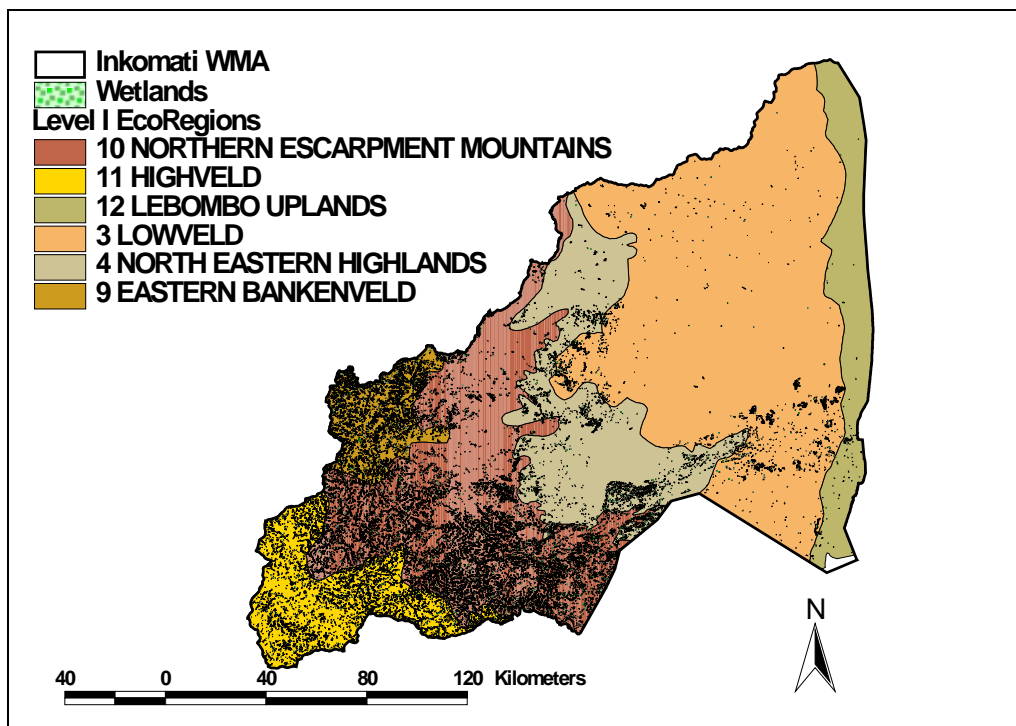 Inkomati WMA
Wetlands
Level I EcoRegions
10 NORTHERN ESCARPMENT MOUNTAINS
11 HIGHVELD
12 LEBOMBO UPLANDS
3 LOWVELD
4 NORTH EASTERN HIGHLANDS
9 EASTERN BANKENVELD
N
40 0 40 80 120 Kilometers